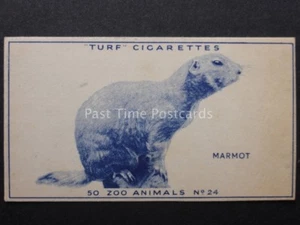 "TURF" CIGARETTES
Past Time Postcards
MARMOT
50 ZOO ANIMALS Nº 24